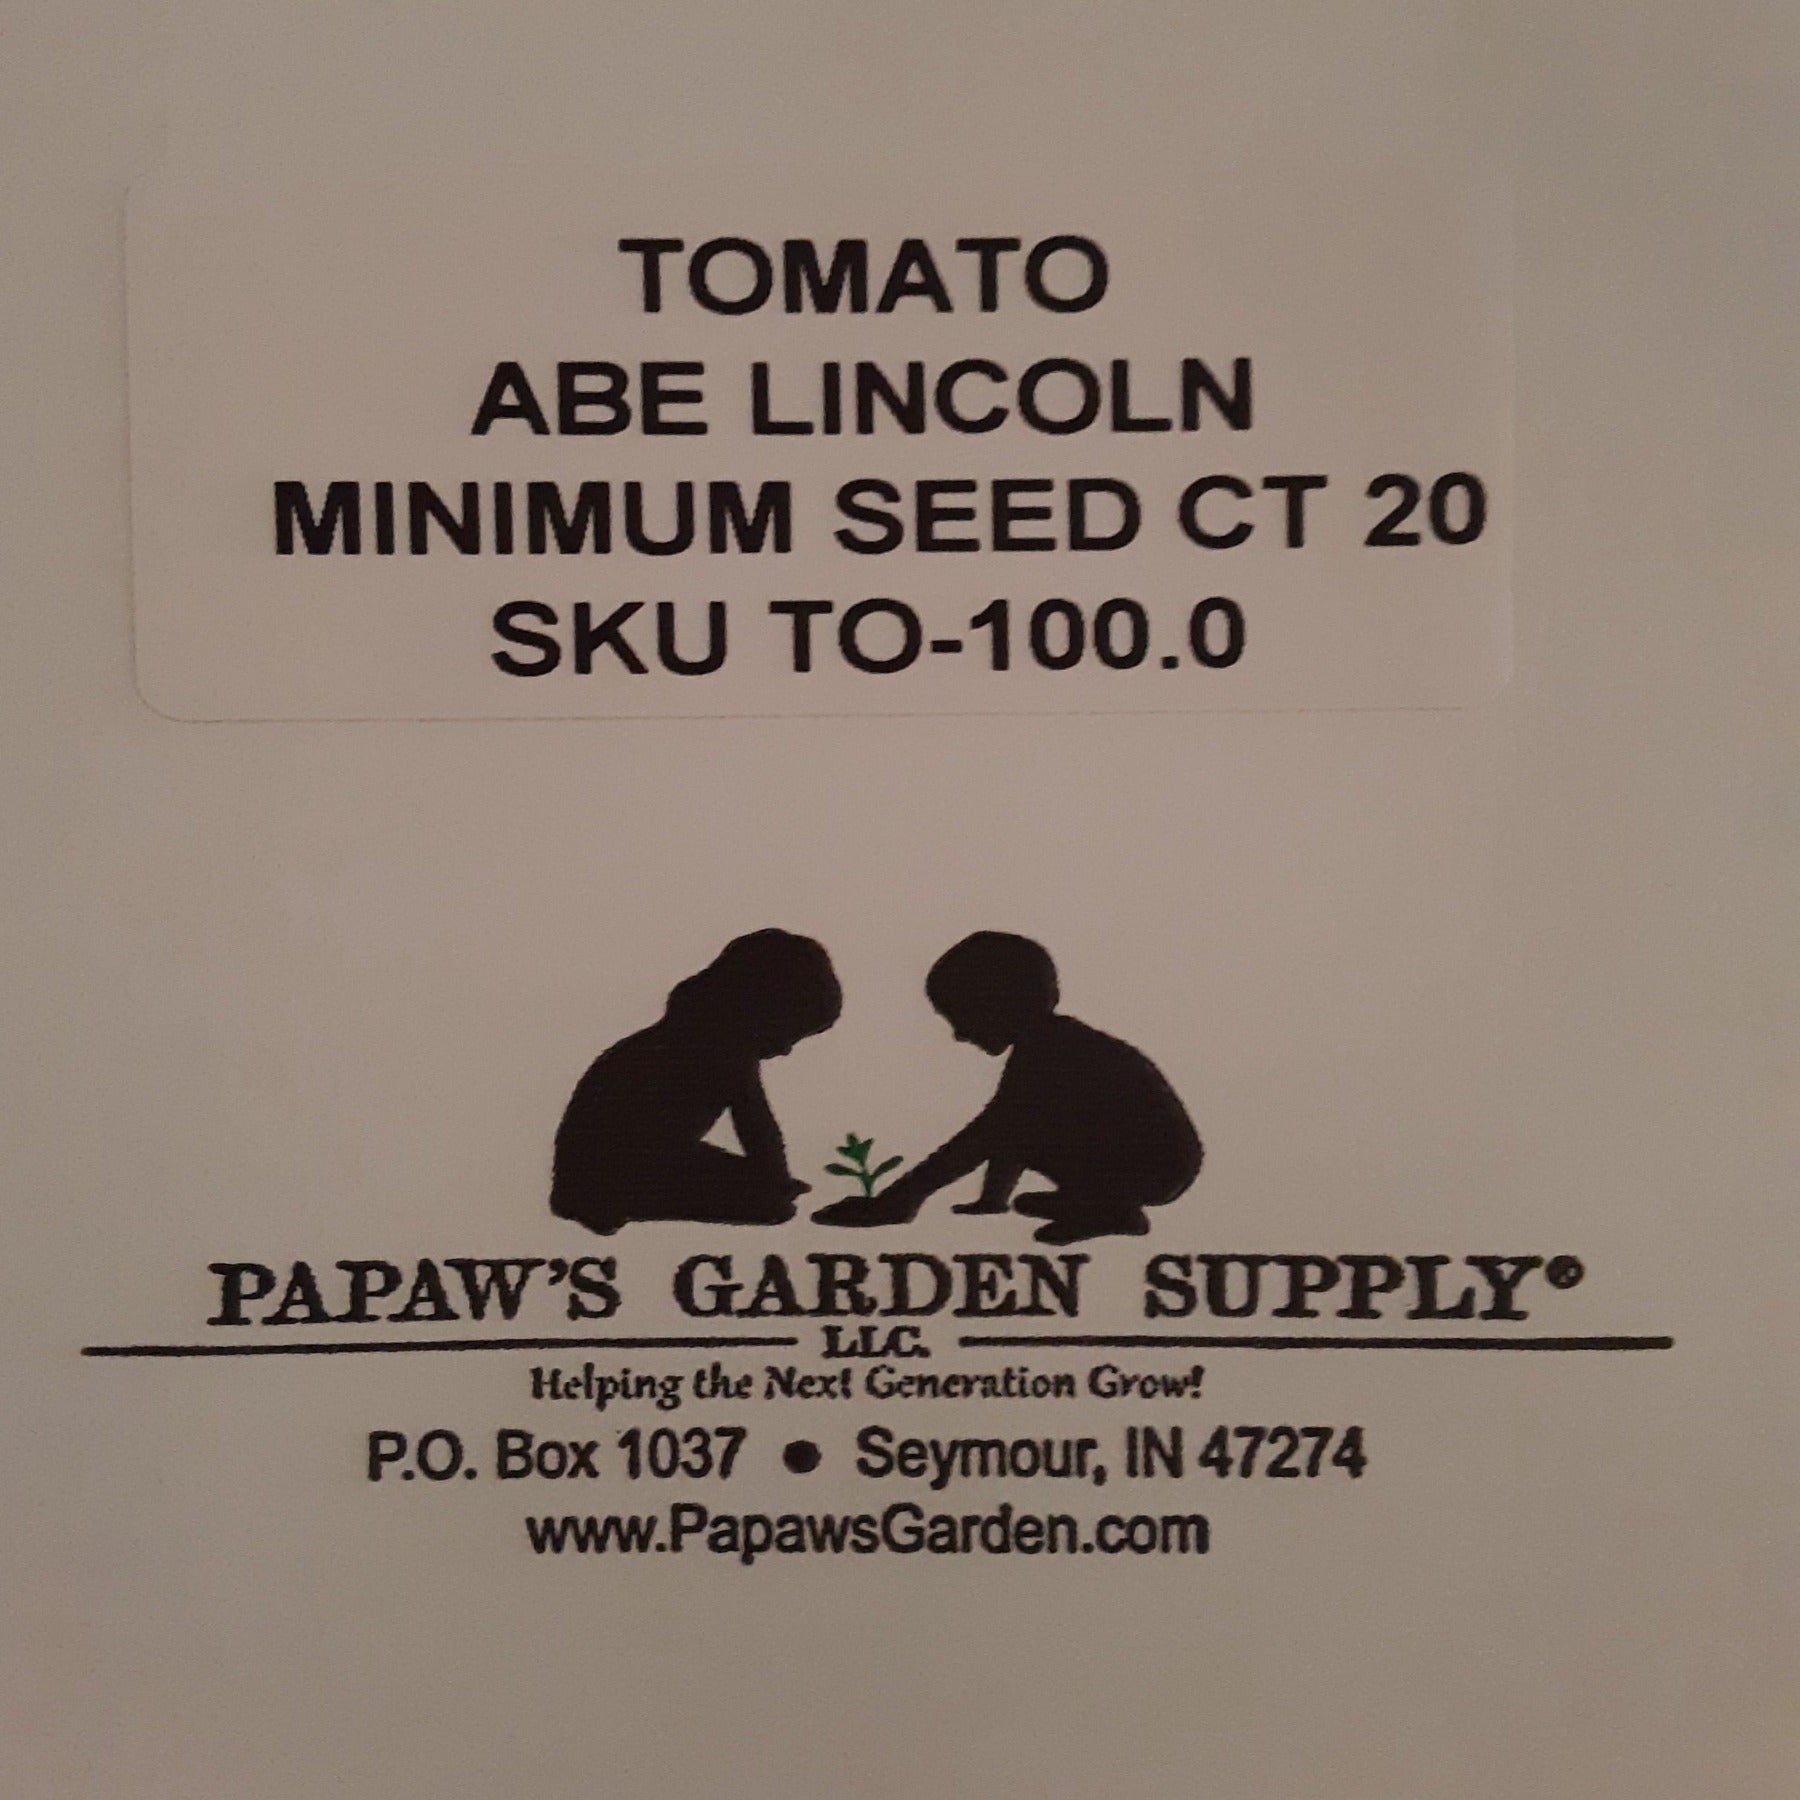 TOMATO
ABE LINCOLN
MINIMUM SEED CT 20
SKU TO-100.0
PAPAW'S GARDEN SUPPLY®
LLC.
Helping the Next Generation Grow!
P.O. Box 1037 ● Seymour, IN 47274
www.PapawsGarden.com